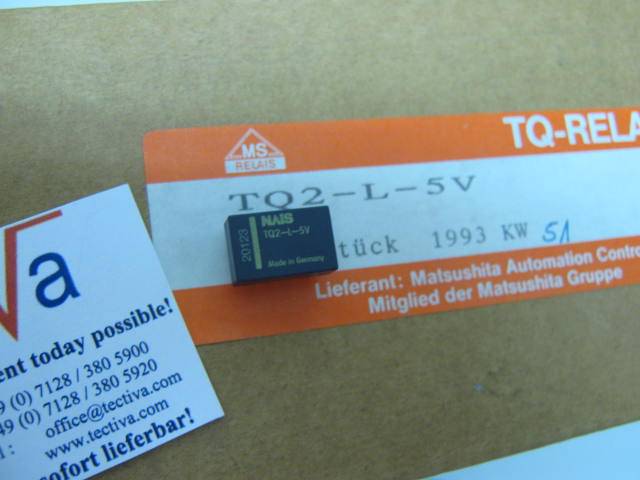 TQ-RELA
MS
RELAIS
TQ2-L-5V
tück 1993 KW 51
Lieferant: Matsushita Automation Contro
Mitglied der Matsushita Gruppe
20123
NAIS
TQ2-L-5V
Made in Germany
a
ent today possible!
9 (0) 7128 / 380 5900
49 (0) 7128 / 380 5920
l : office@tectiva.com
www.tectiva.com
sofort lieferbar!